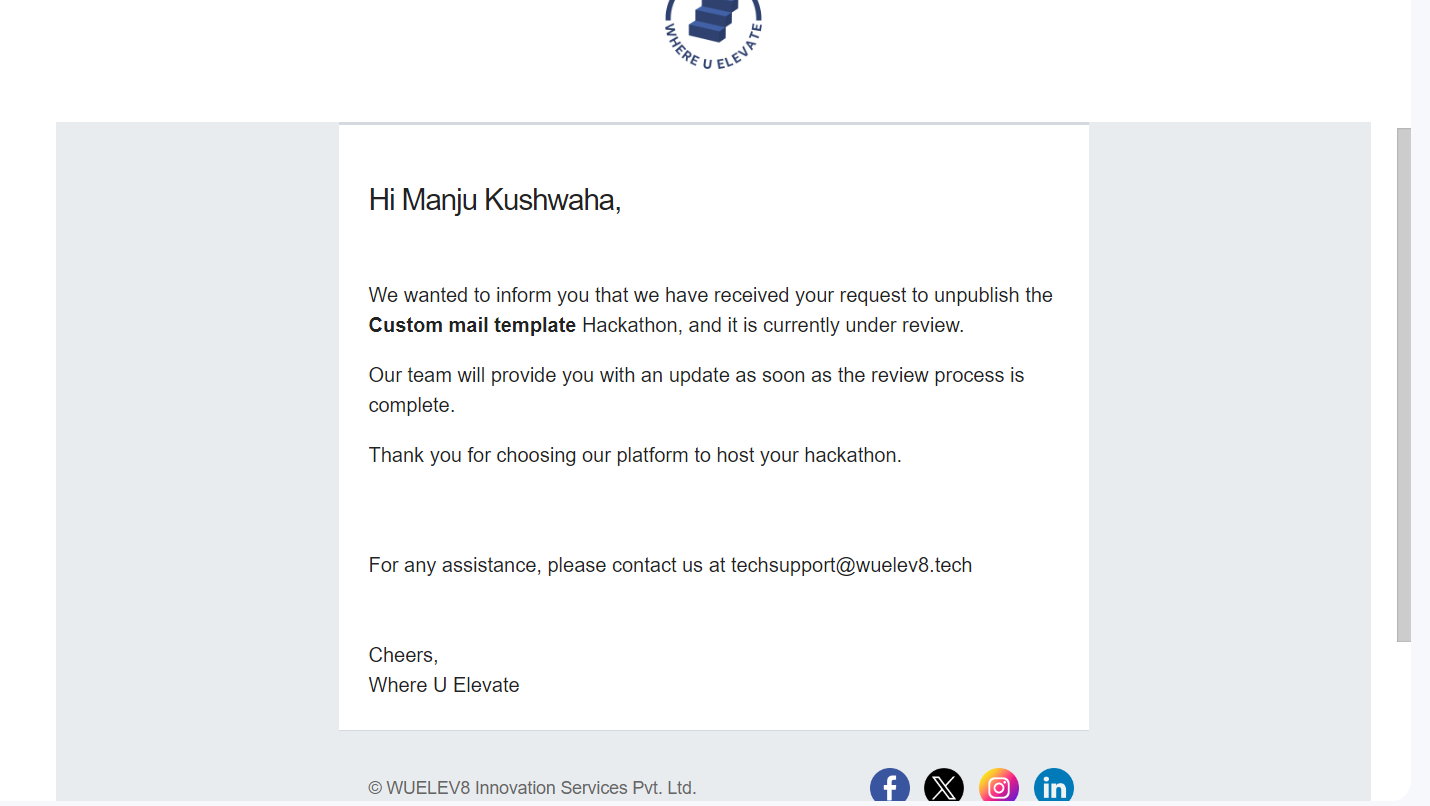 WHERE U ELEVATE
Hi Manju Kushwaha,
We wanted to inform you that we have received your request to unpublish the
Custom mail template Hackathon, and it is currently under review.
Our team will provide you with an update as soon as the review process is
complete.
Thank you for choosing our platform to host your hackathon.
For any assistance, please contact us at techsupport@wuelev8.tech
Cheers,
Where U Elevate
© WUELEV8 Innovation Services Pvt. Ltd.